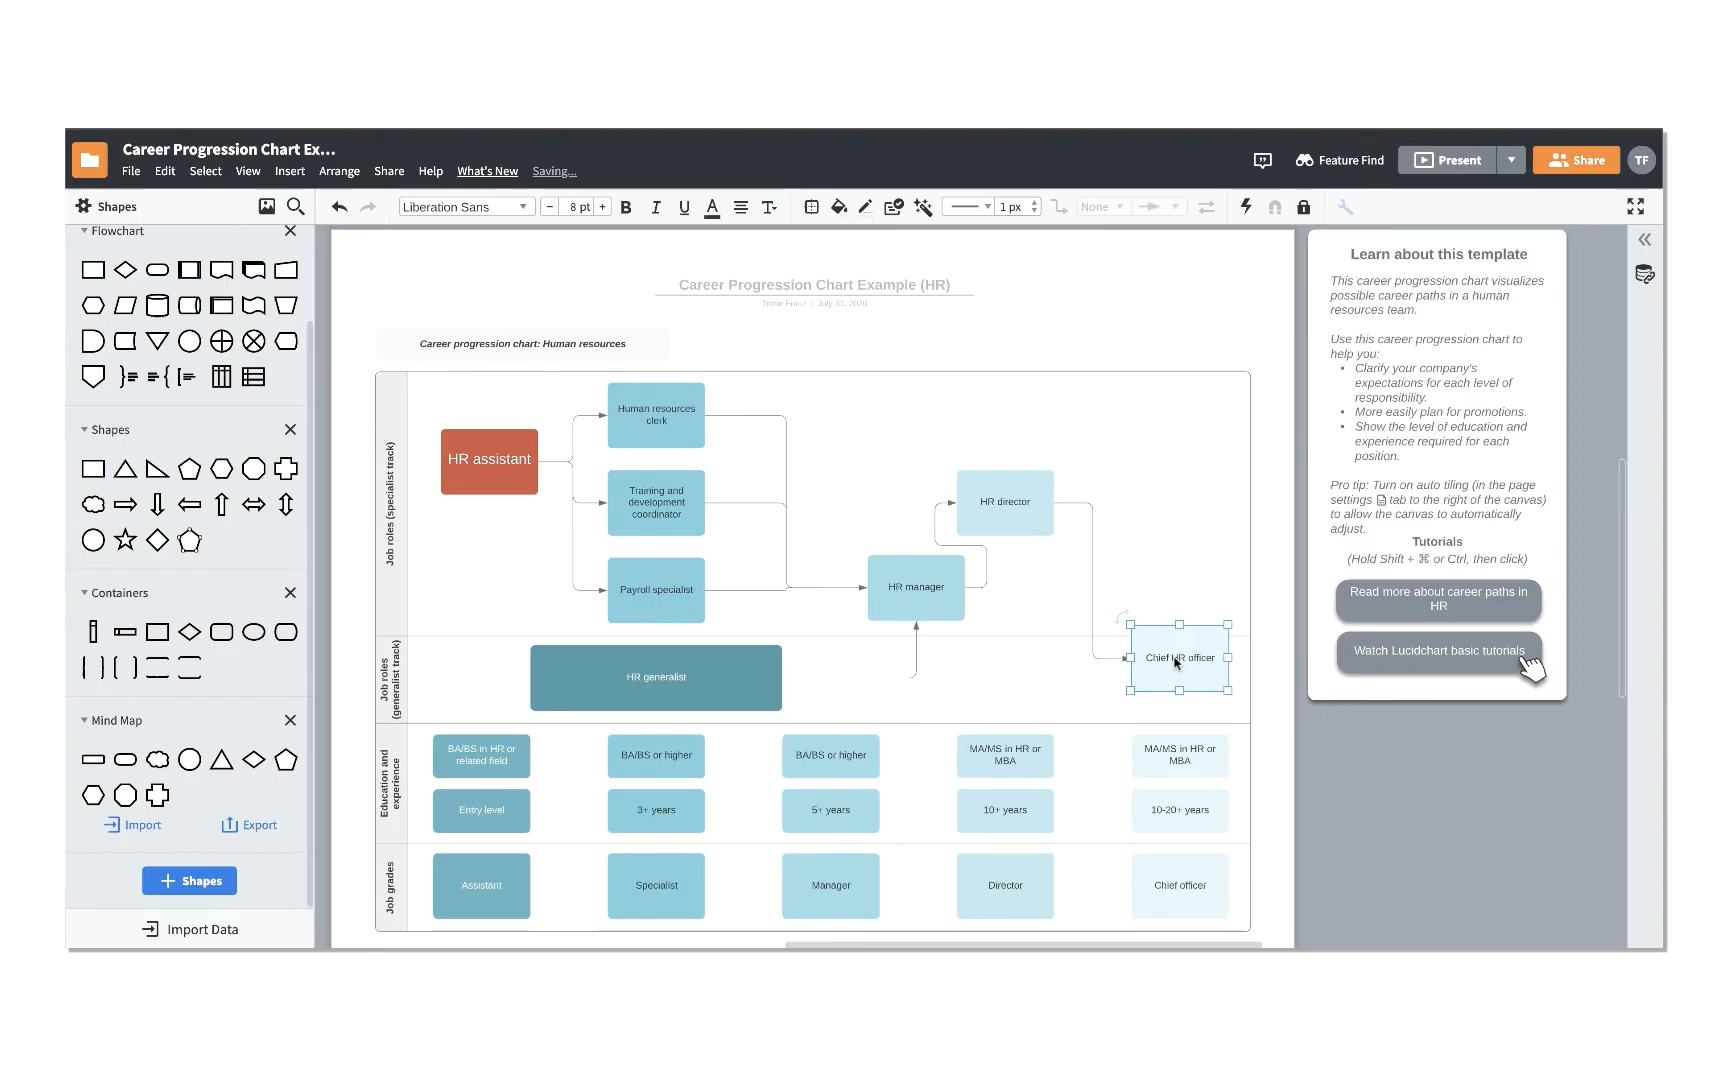 Career Progression Chart Ex...
File Edit Select View Insert Arrange Share Help What's New Saving...
Feature Find
Present
Share
TF
Shapes
Liberation Sans
8 pt
B I U A
1 px
None
Flowchart
Shapes
Containers
Mind Map
Import Export
Shapes
Import Data
Career Progression Chart Example (HR)
July 31, 2020
Career progression chart: Human resources
Job roles (specialist track)
HR assistant
Human resources
clerk
Training and
development
coordinator
Payroll specialist
HR manager
HR director
Job roles
(generalist track)
HR generalist
Chief HR officer
Education and
experience
BA/BS in HR or
related field
BA/BS or higher
BA/BS or higher
MA/MS in HR or
MBA
MA/MS in HR or
MBA
Entry level
3+ years
5+ years
10+ years
10-20+ years
Job grades
Assistant
Specialist
Manager
Director
Chief officer
Learn about this template
This career progression chart visualizes
possible career paths in a human
resources team.
Use this career progression chart to
help you:
• Clarify your company's
expectations for each level of
responsibility.
• More easily plan for promotions.
• Show the level of education and
experience required for each
position.
Pro tip: Turn on auto tiling (in the page
settings tab to the right of the canvas)
to allow the canvas to automatically
adjust.
Tutorials
(Hold Shift + ⌘ or Ctrl, then click)
Read more about career paths in
HR
Watch Lucidchart basic tutorials